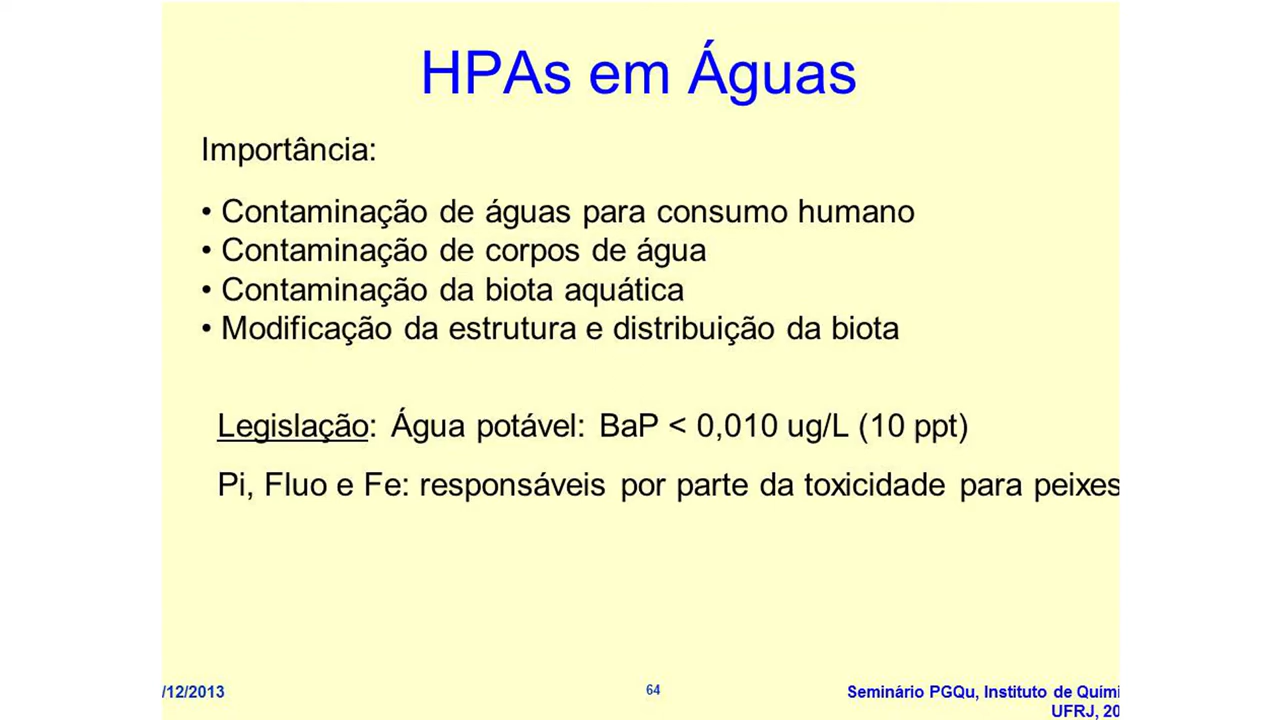 HPAs em Águas
Importância:
• Contaminação de águas para consumo humano
• Contaminação de corpos de água
• Contaminação da biota aquática
• Modificação da estrutura e distribuição da biota
Legislação: Água potável: BaP < 0,010 ug/L (10 ppt)
Pi, Fluo e Fe: responsáveis por parte da toxicidade para peixes
/12/2013
64
Seminário PGQu, Instituto de Quími
UFRJ, 20